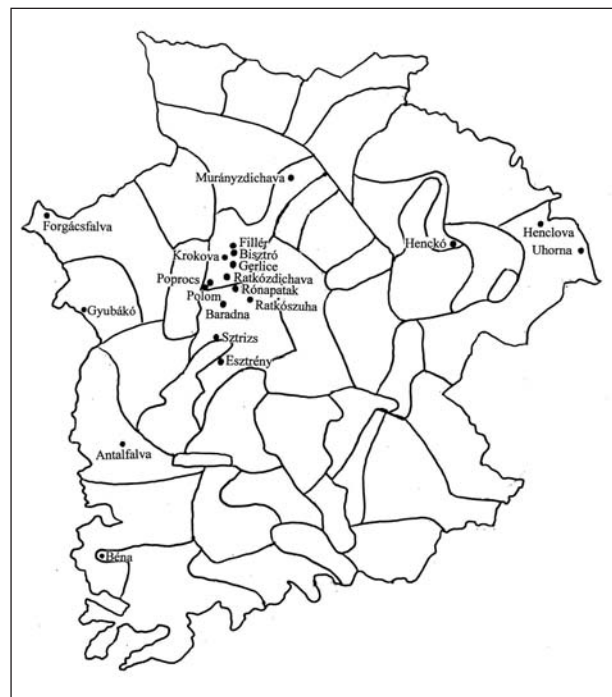 Murányzdichava
Forgácsfalva
Henclova
Fillér
Henckó
Bisztró
Uhorna
Krokova
Gerlice
Ratkózdichava
Poprocs
Rónapatak
Polom
Ratkószuha
Baradna
Gyubákó
Sztrizs
Esztrény
Antalfalva
Béna